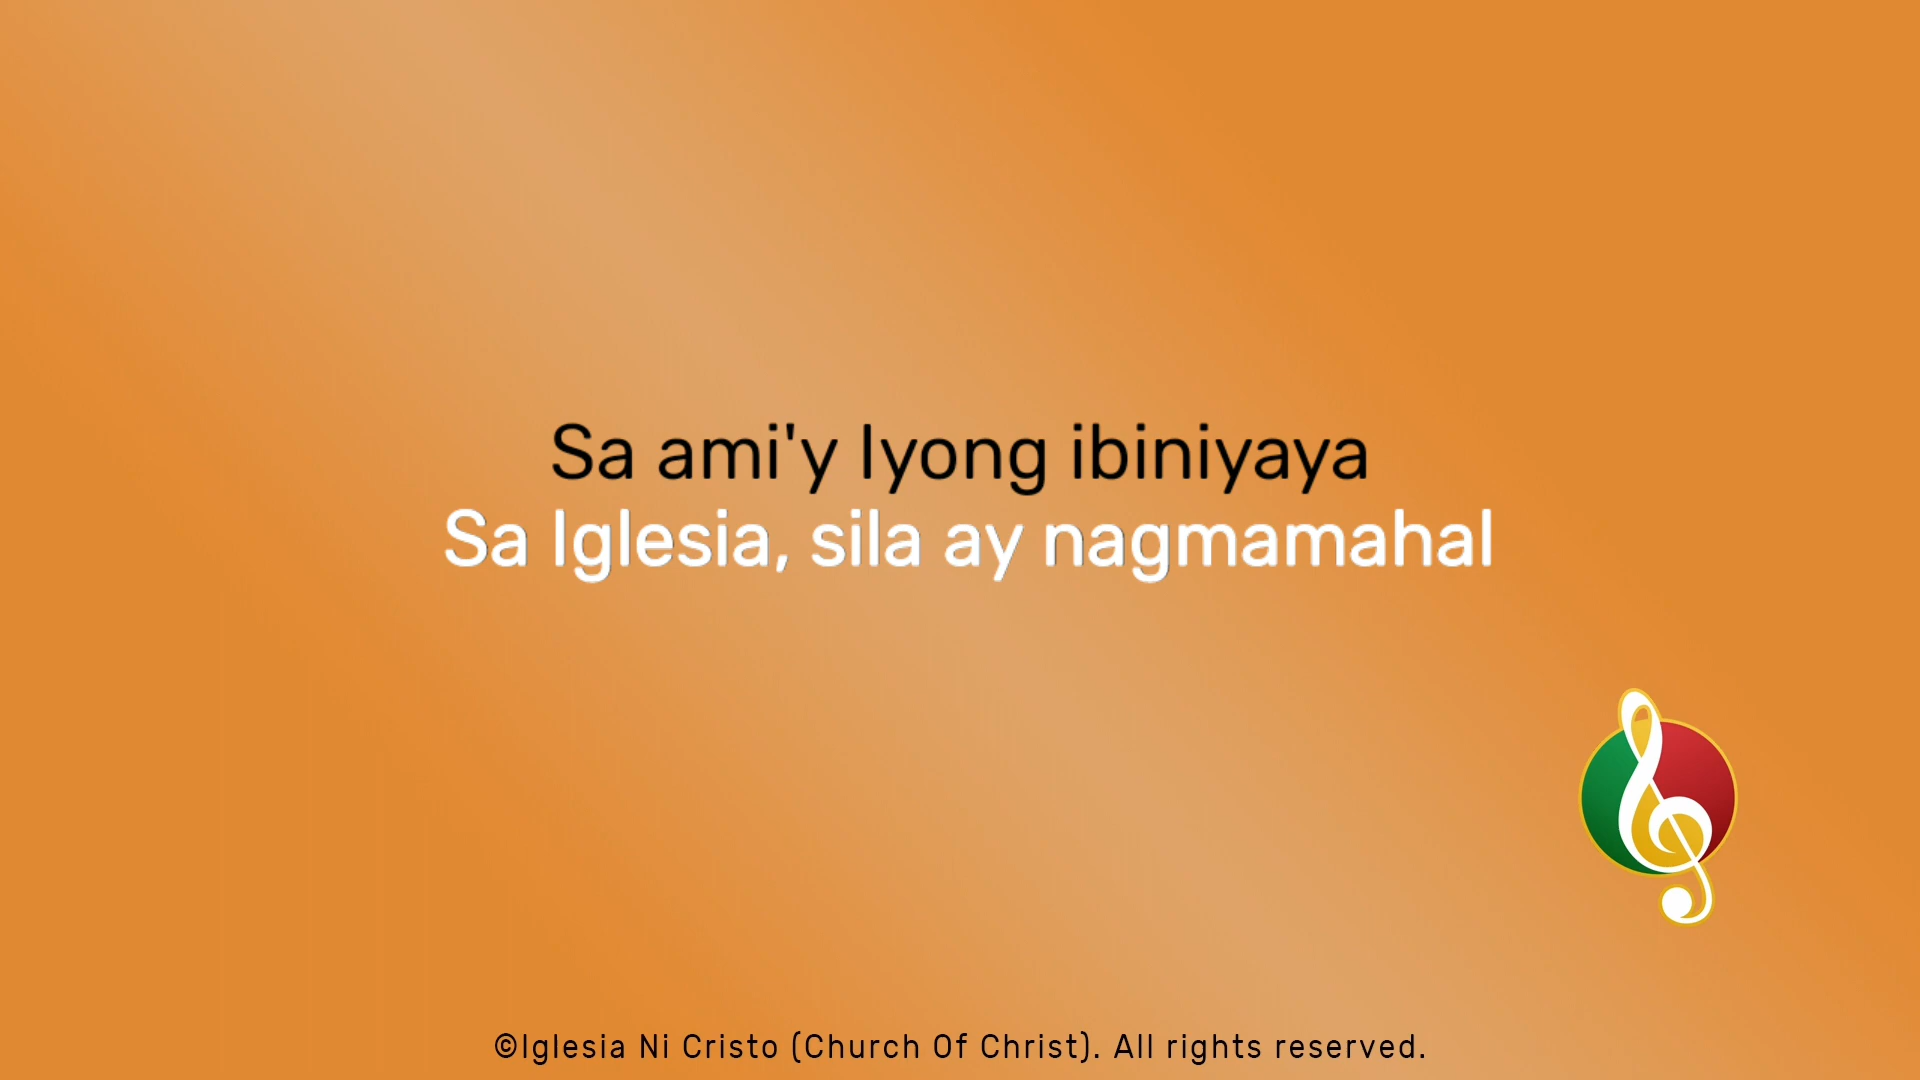 Sa ami'y Iyong ibiniyaya
Sa Iglesia, sila ay nagmamahal
©Iglesia Ni Cristo (Church Of Christ). All rights reserved.